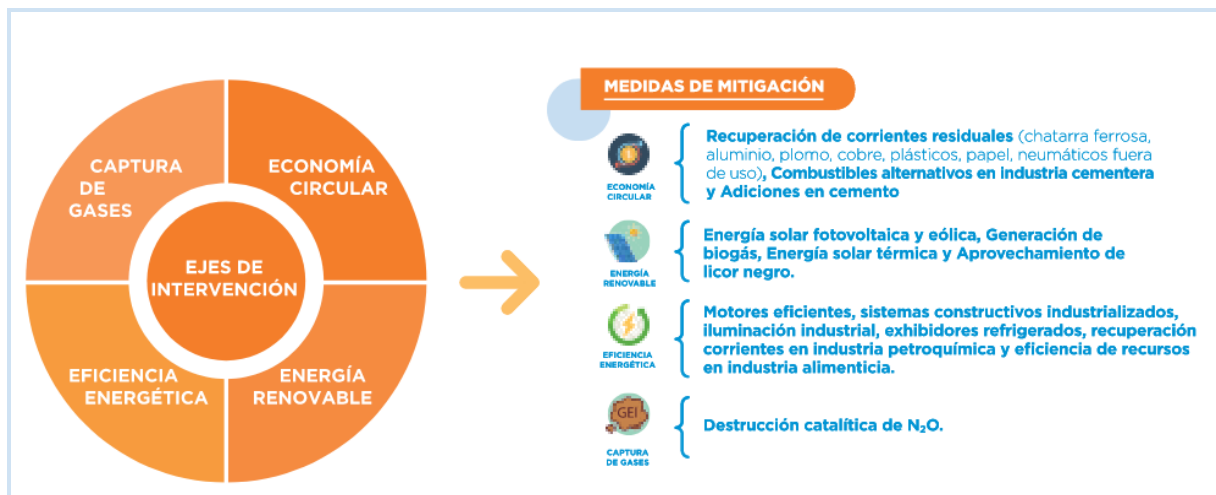 CAPTURA
DE
GASES
ECONOMÍA
CIRCULAR
EJES DE
INTERVENCIÓN
EFICIENCIA
ENERGÉTICA
ENERGÍA
RENOVABLE
MEDIDAS DE MITIGACIÓN
ECONOMÍA
CIRCULAR
Recuperación de corrientes residuales (chatarra ferrosa,
aluminio, plomo, cobre, plásticos, papel, neumáticos fuera
de uso), Combustibles alternativos en industria cementera
y Adiciones en cemento
ENERGÍA
RENOVABLE
Energía solar fotovoltaica y eólica, Generación de
biogás, Energía solar térmica y Aprovechamiento de
licor negro.
EFICIENCIA
ENERGÉTICA
Motores eficientes, sistemas constructivos industrializados,
iluminación industrial, exhibidores refrigerados, recuperación
corrientes en industria petroquímica y eficiencia de recursos
en industria alimenticia.
GEI
CAPTURA
DE GASES
Destrucción catalítica de N₂O.